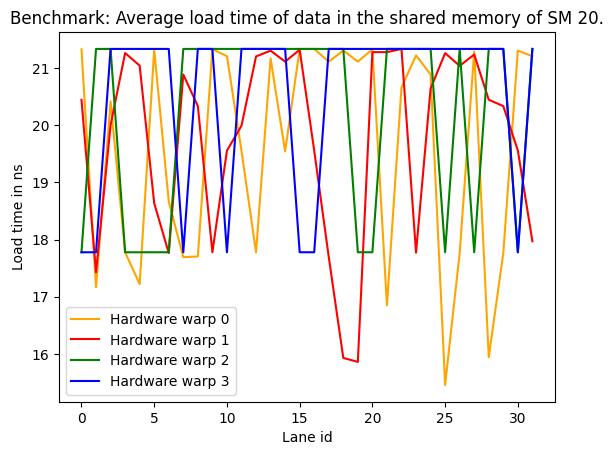 Benchmark: Average load time of data in the shared memory of SM 20.
Load time in ns
21
20
19
18
17
16
Hardware warp 0
Hardware warp 1
Hardware warp 2
Hardware warp 3
0 5 10 15 20 25 30
Lane id